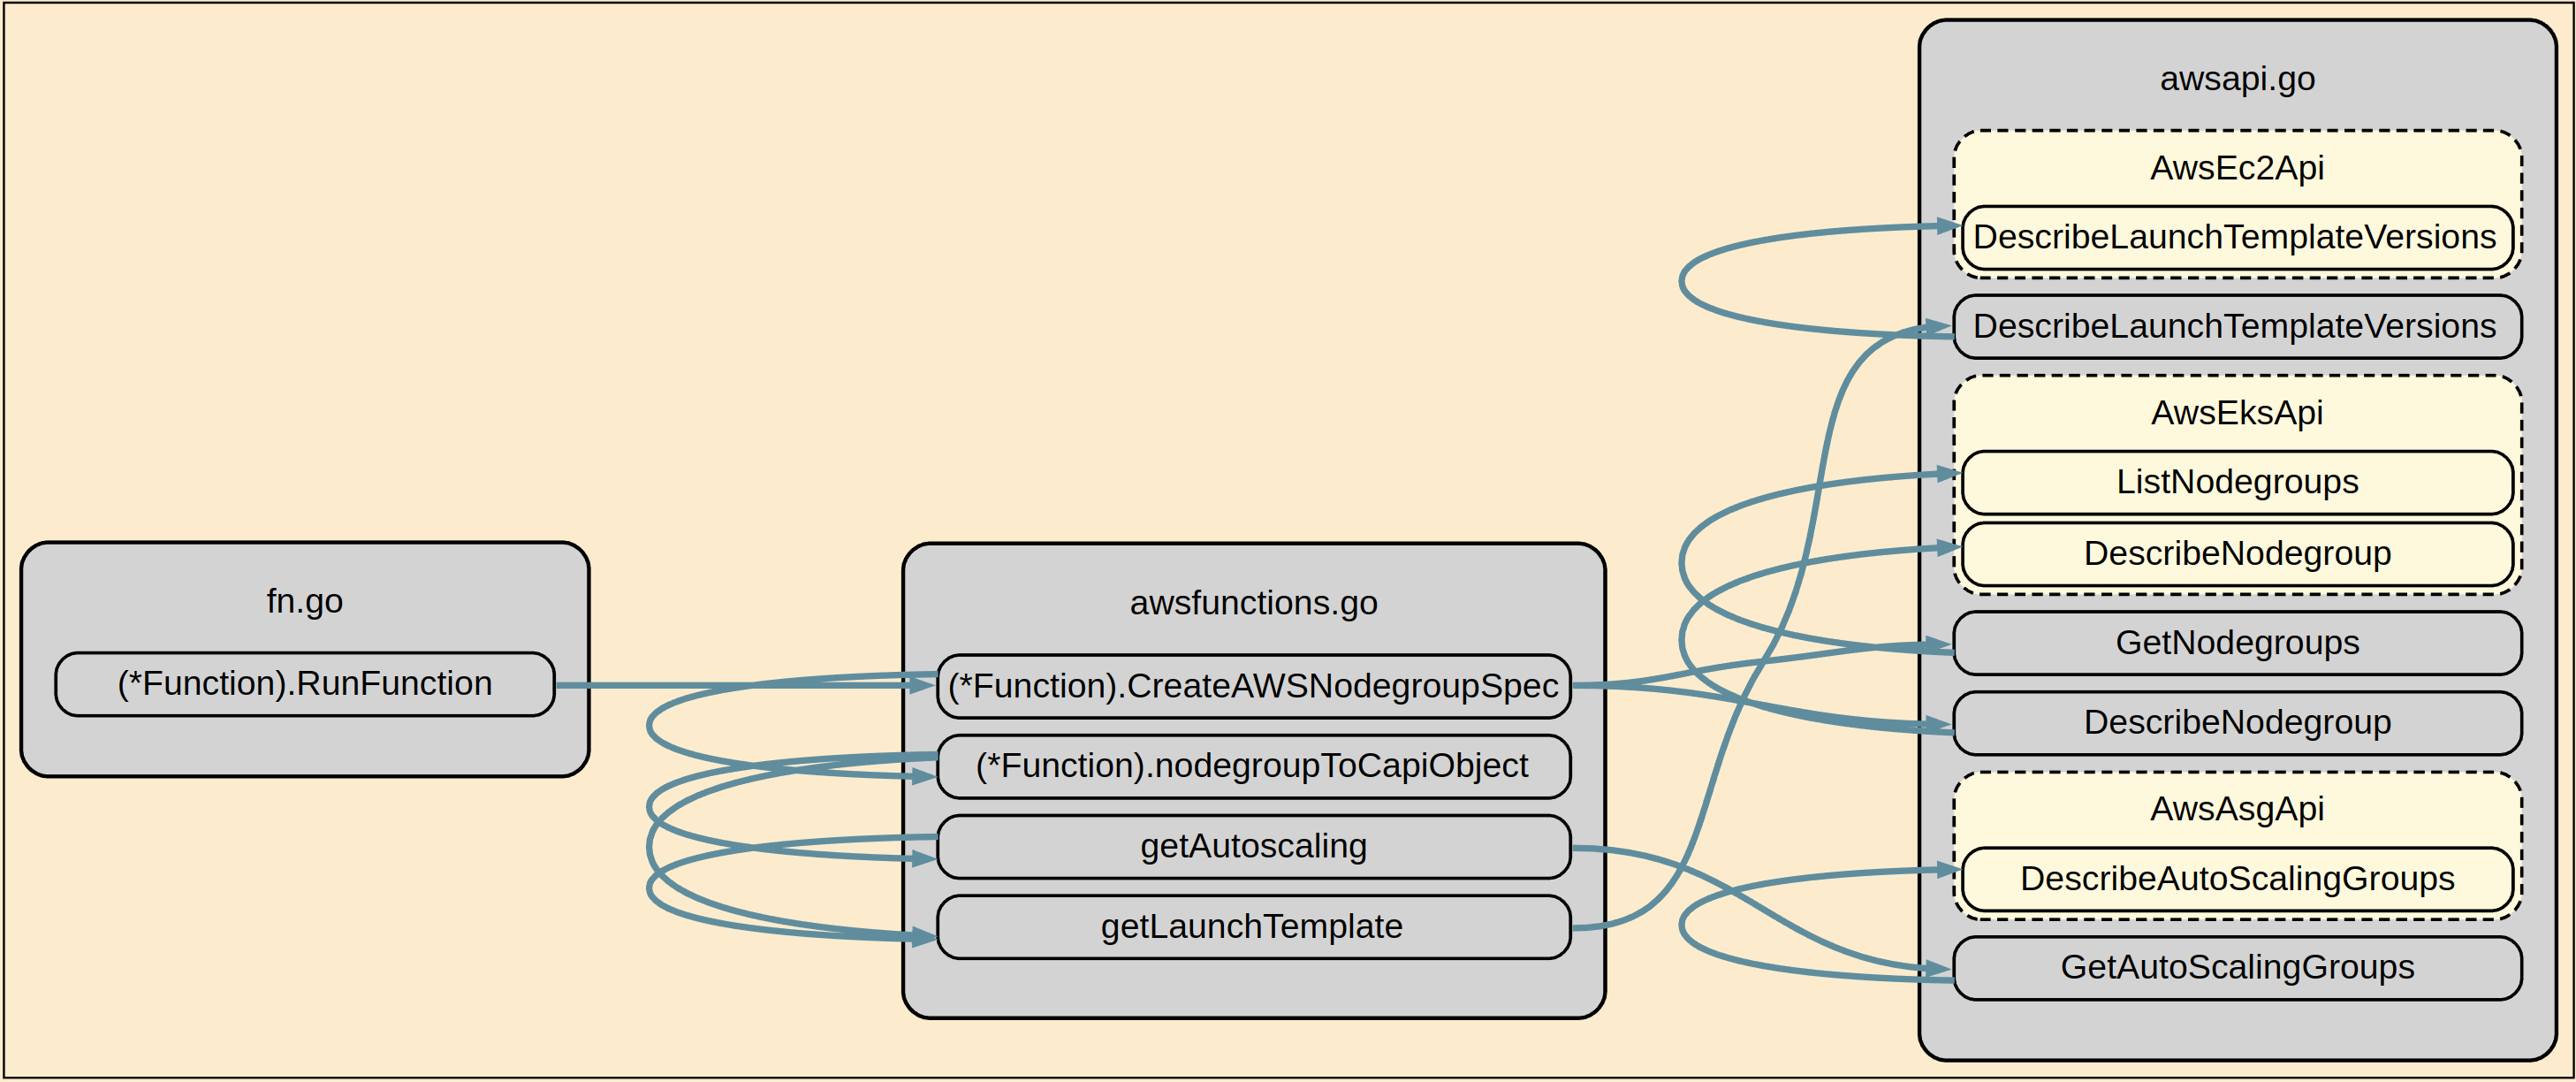 fn.go
(*Function).RunFunction
awsfunctions.go
(*Function).CreateAWSNodegroupSpec
(*Function).nodegroupToCapiObject
getAutoscaling
getLaunchTemplate
awsapi.go
AwsEc2Api
DescribeLaunchTemplateVersions
DescribeLaunchTemplateVersions
AwsEksApi
ListNodegroups
DescribeNodegroup
GetNodegroups
DescribeNodegroup
AwsAsgApi
DescribeAutoScalingGroups
GetAutoScalingGroups